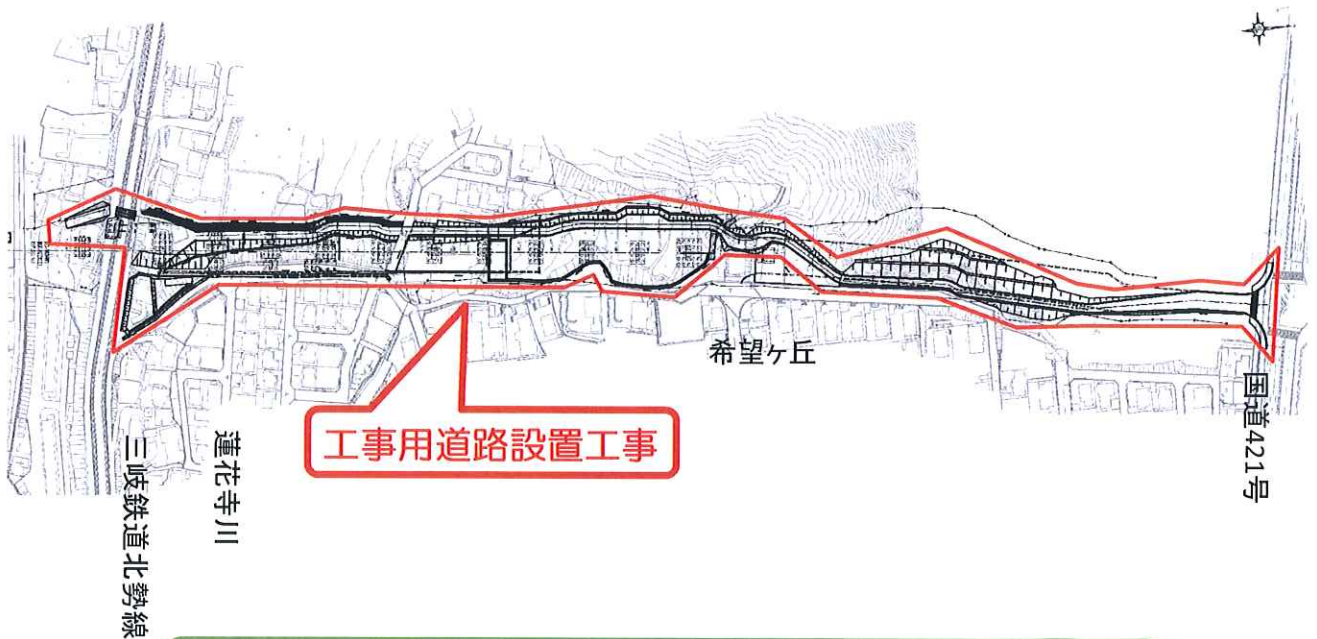 希望ヶ丘
国道421号
工事用道路設置工事
蓮花寺川
三岐鉄道北勢線